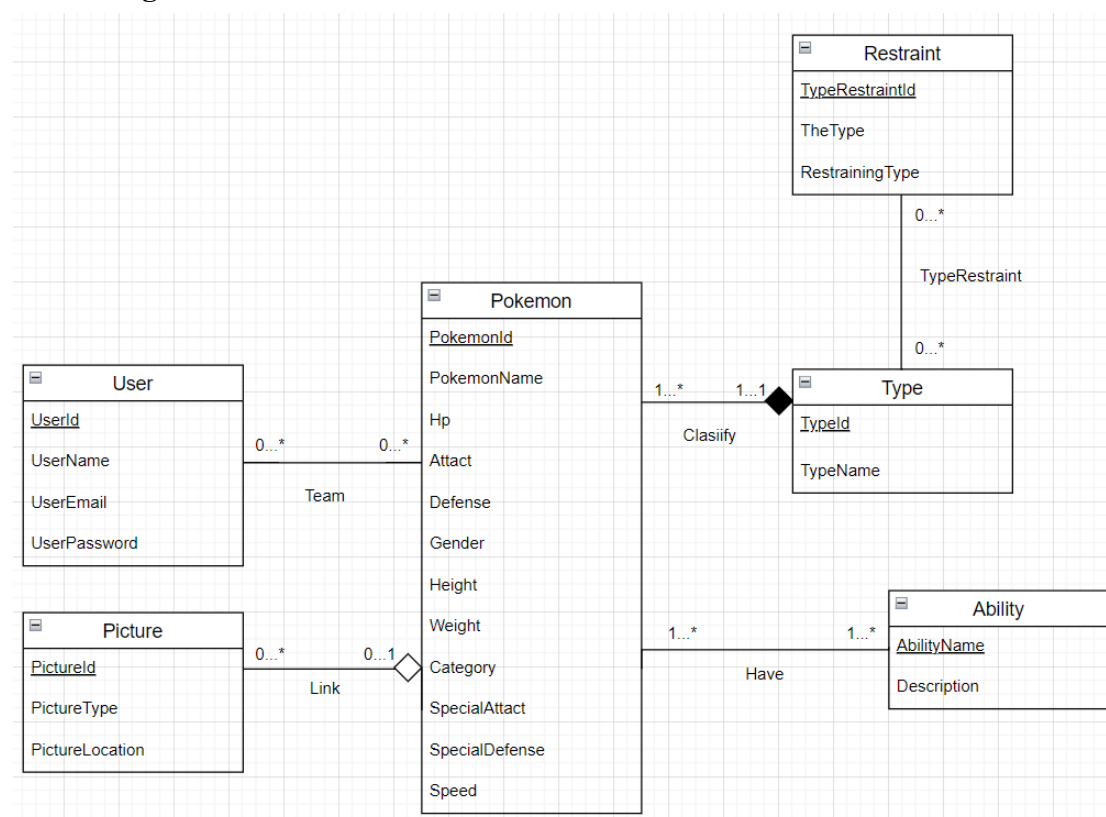 Restraint
TypeRestraintId
TheType
RestrainingType
0...*
TypeRestraint
0...*
Pokemon
PokemonId
PokemonName
Hp
Attact
Defense
Gender
Height
Weight
Category
SpecialAttact
SpecialDefense
Speed
User
UserId
UserName
UserEmail
UserPassword
0...*
0...*
Team
Type
TypeId
TypeName
1...*
1...1
Clasiify
Picture
PictureId
PictureType
PictureLocation
0...*
0...1
Link
Ability
AbilityName
Description
1...*
1...*
Have